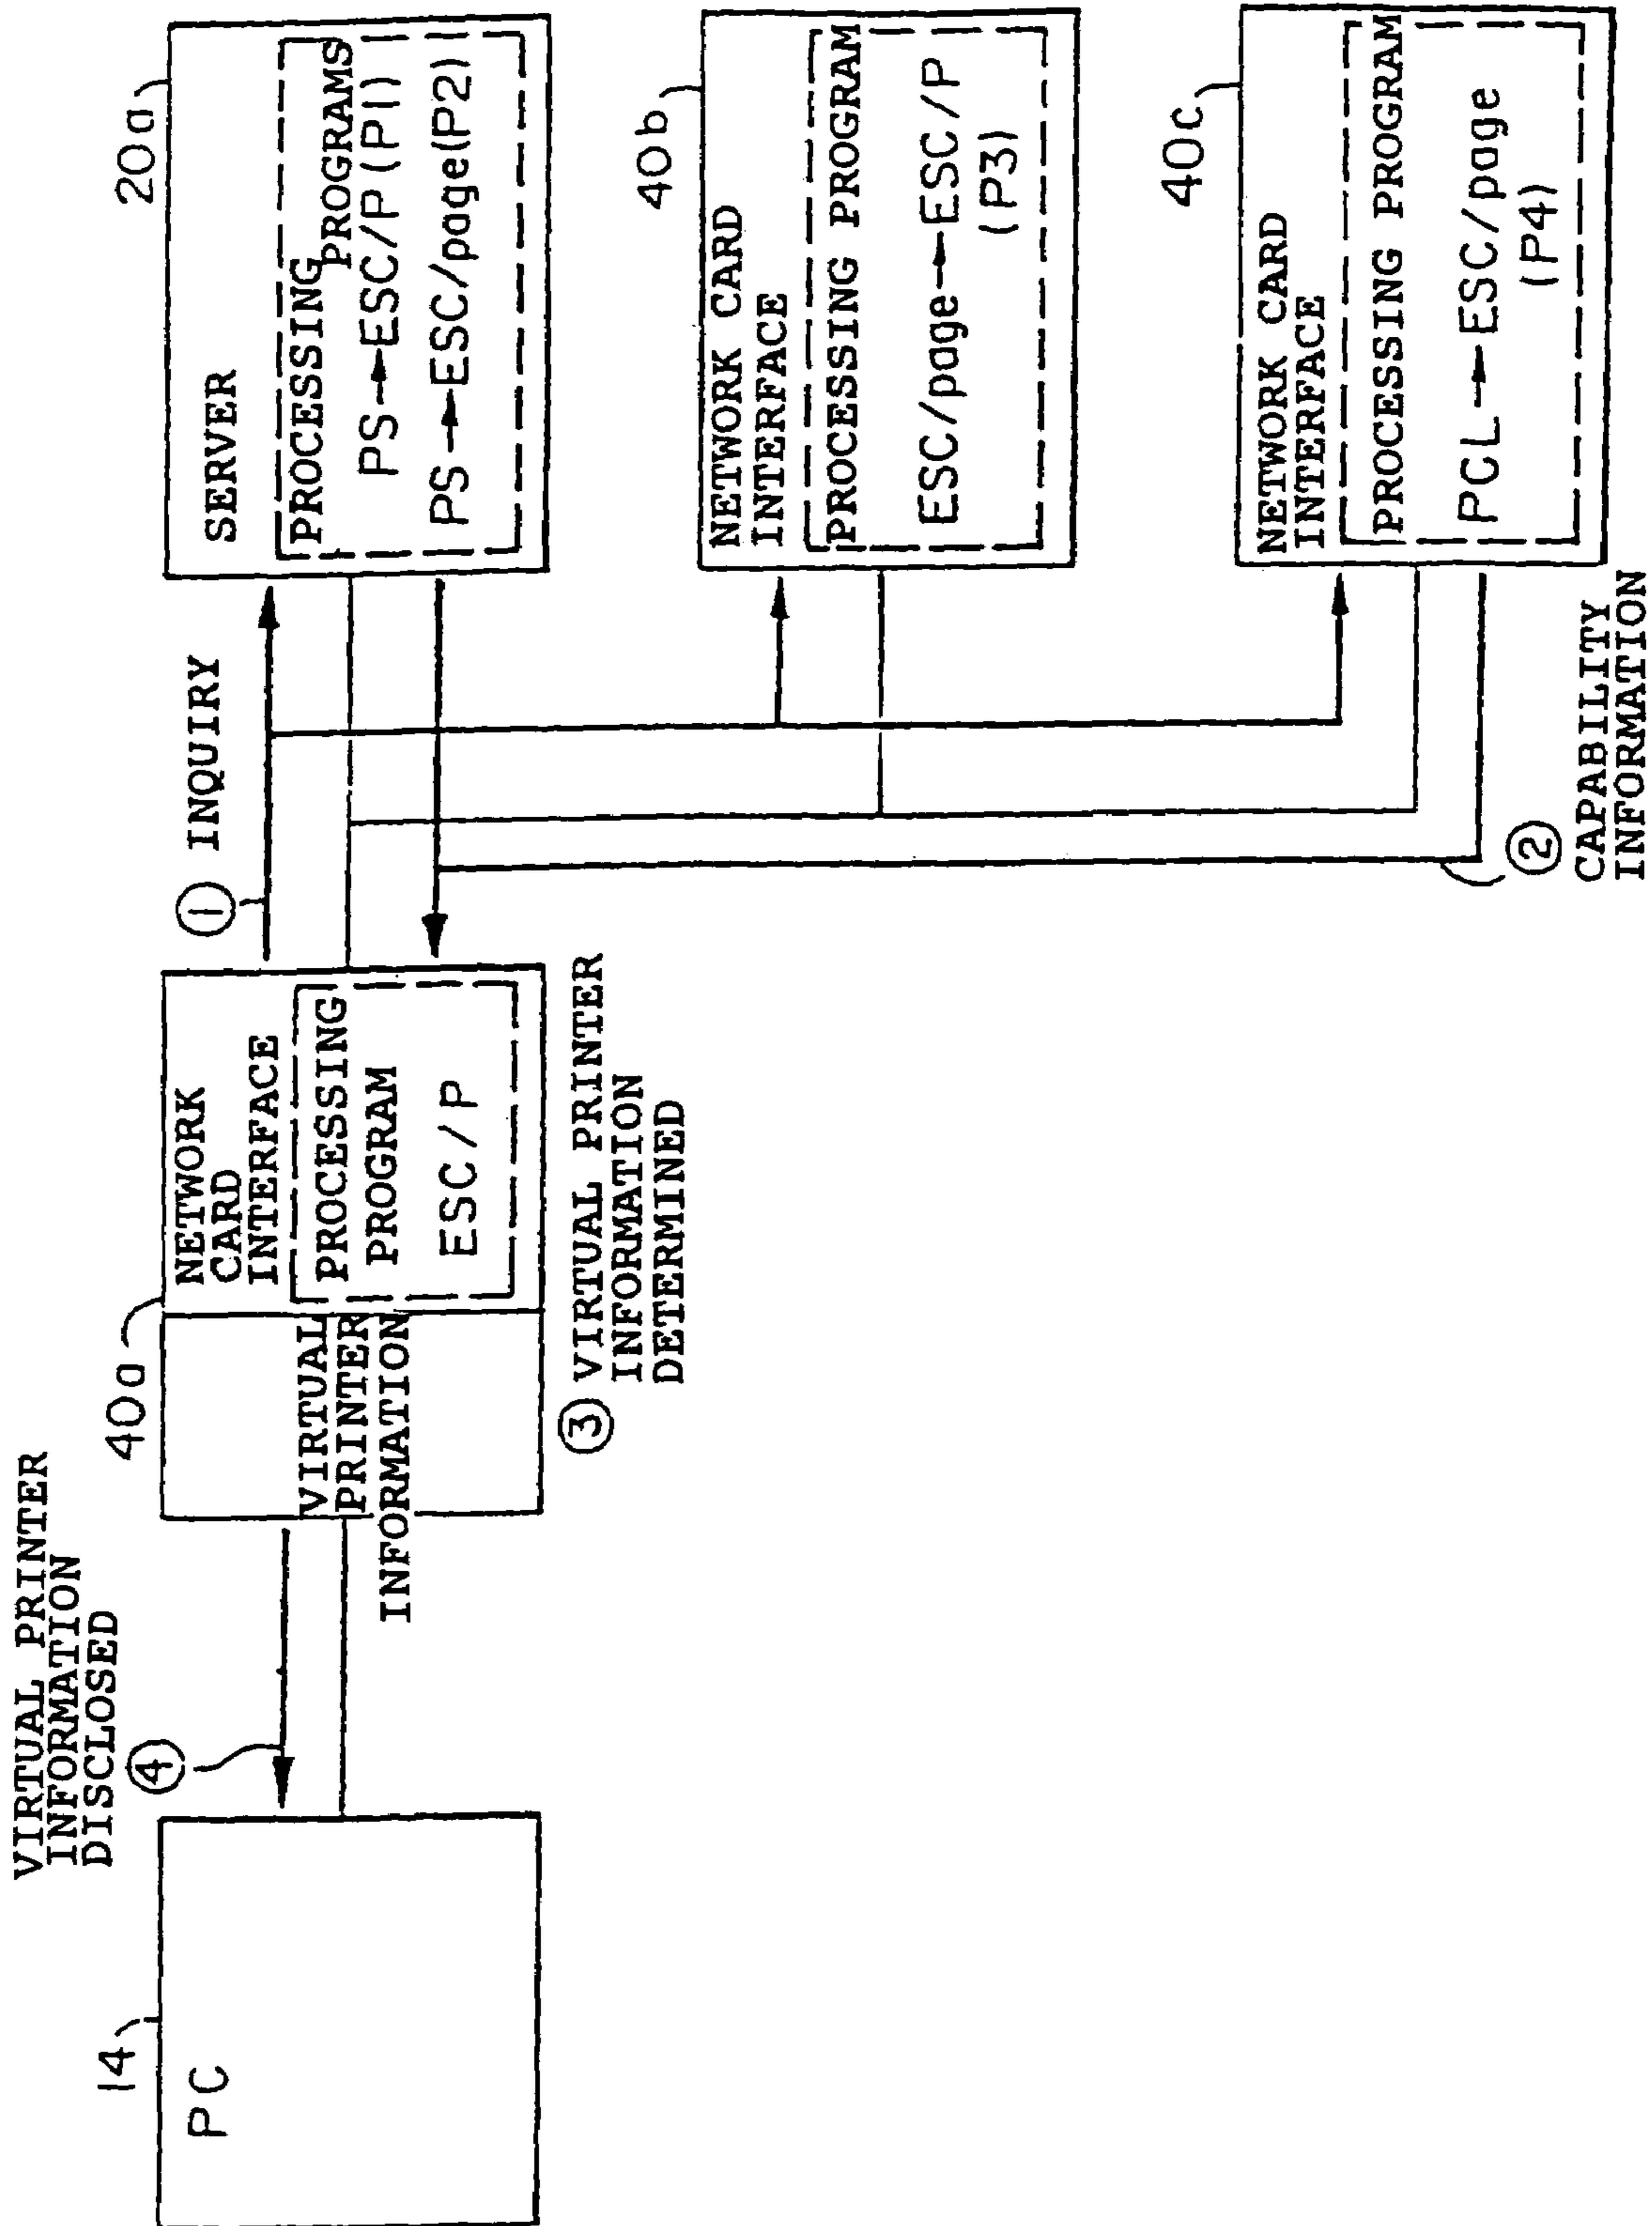 VIRTUAL PRINTER
INFORMATION
DISCLOSED
④
14
PC
40a
NETWORK
CARD
INTERFACE
PROCESSING
PROGRAM
ESC/P
VIRTUAL
PRINTER
INFORMATION
③ VIRTUAL PRINTER
INFORMATION
DETERMINED
① INQUIRY
② CAPABILITY
INFORMATION
20a
SERVER
PROCESSING
PROGRAMS
PS→ESC/P(P1)
PS→ESC/page(P2)
40b
NETWORK CARD
INTERFACE
PROCESSING PROGRAM
ESC/page→ESC/P
(P3)
40c
NETWORK CARD
INTERFACE
PROCESSING PROGRAM
PCL→ESC/page
(P4)